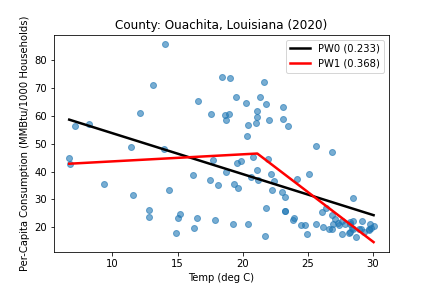 County: Ouachita, Louisiana (2020)
PW0 (0.233)
PW1 (0.368)
Per-Capita Consumption (MMBtu/1000 Households)
80
70
60
50
40
30
20
10 15 20 25 30
Temp (deg C)